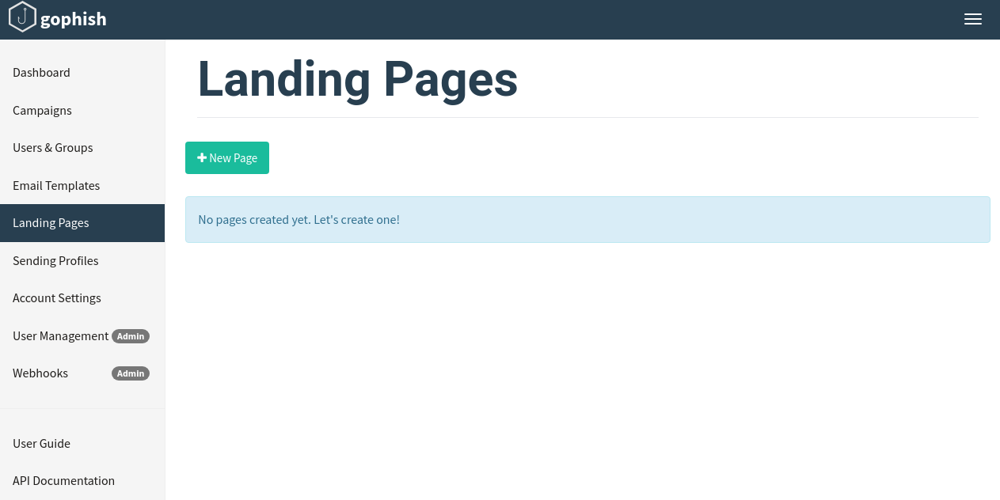 gophish
Dashboard
Campaigns
Users & Groups
Email Templates
Landing Pages
Sending Profiles
Account Settings
User Management Admin
Webhooks Admin
User Guide
API Documentation
Landing Pages
New Page
No pages created yet. Let's create one!